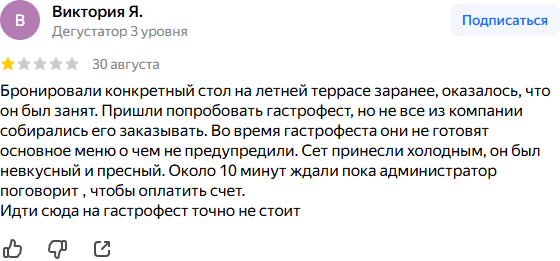 В
Виктория Я.
Дегустатор 3 уровня
Подписаться
30 августа
Бронировали конкретный стол на летней террасе заранее, оказалось, что
он был занят. Пришли попробовать гастрофест, но не все из компании
собирались его заказывать. Во время гастрофеста они не готовят
основное меню о чем не предупредили. Сет принесли холодным, он был
невкусный и пресный. Около 10 минут ждали пока администратор
поговорит , чтобы оплатить счет.
Идти сюда на гастрофест точно не стоит